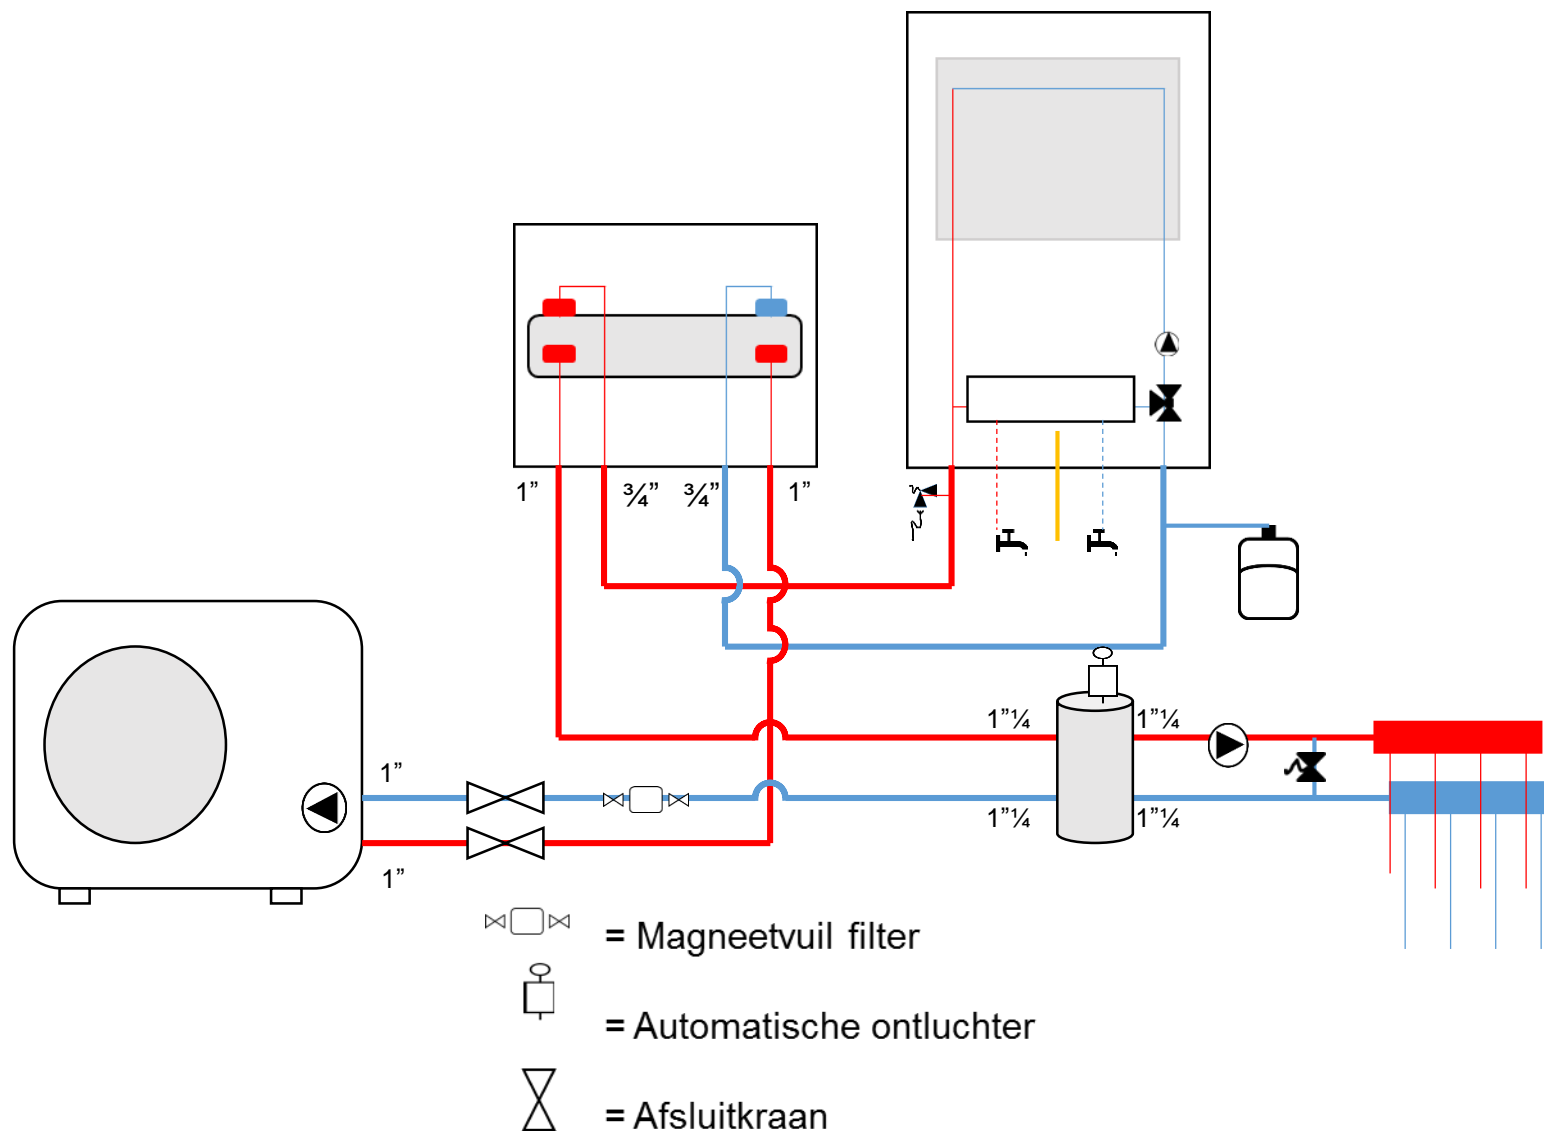 1” ¾” ¾” 1”
1”¼ 1”¼
1”
1”¼ 1”¼
1”
= Magneetvuil filter
= Automatische ontluchter
= Afsluitkraan